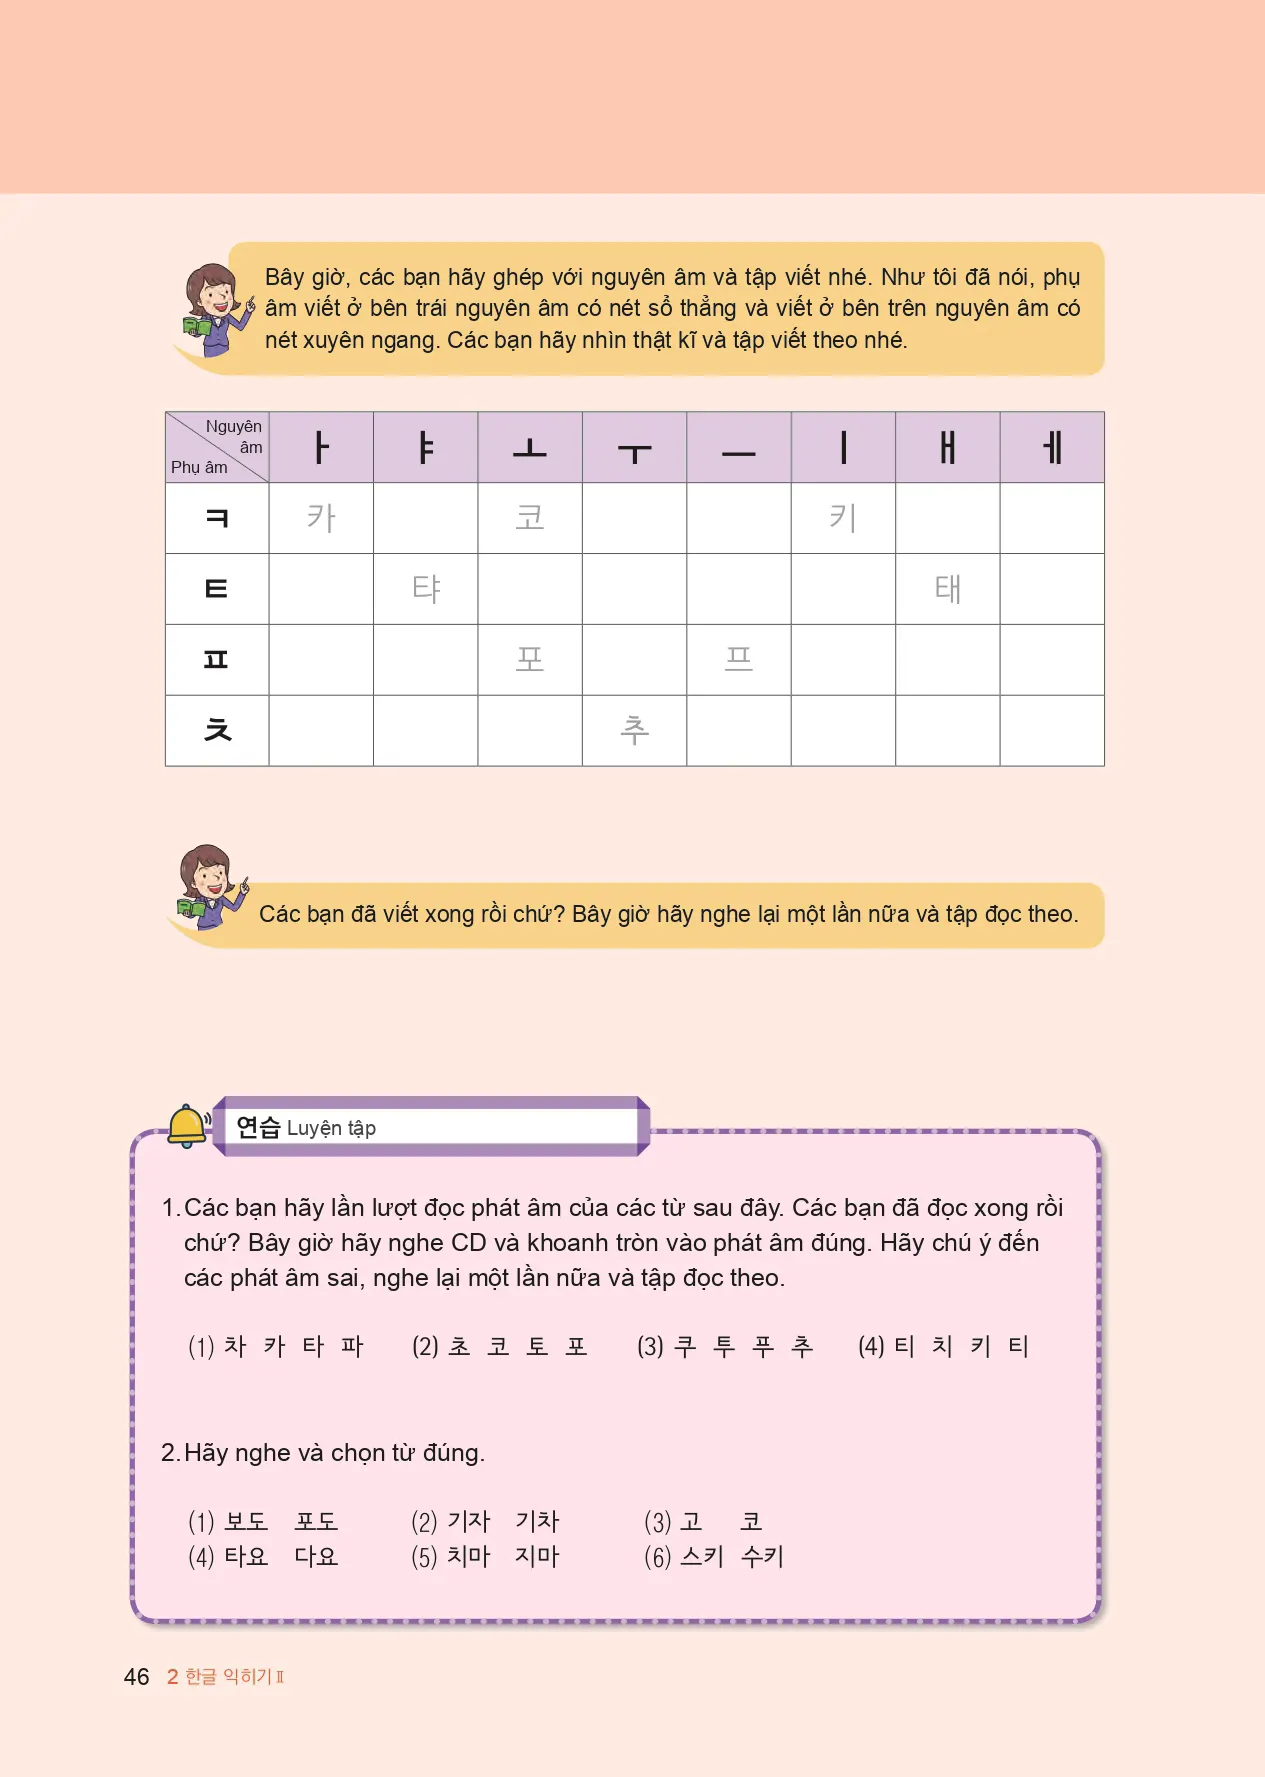 Bây giờ, các bạn hãy ghép với nguyên âm và tập viết nhé. Như tôi đã nói, phụ
âm viết ở bên trái nguyên âm có nét sổ thẳng và viết ở bên trên nguyên âm có
nét xuyên ngang. Các bạn hãy nhìn thật kĩ và tập viết theo nhé.
Nguyên
âm
Phụ âm
ㅏ ㅑ ㅗ ㅜ ㅡ ㅣ ㅐ ㅔ
ㅋ 카 코 키
ㅌ 탸 태
ㅍ 포 프
ㅊ 추
Các bạn đã viết xong rồi chứ? Bây giờ hãy nghe lại một lần nữa và tập đọc theo.
연습 Luyện tập
1. Các bạn hãy lần lượt đọc phát âm của các từ sau đây. Các bạn đã đọc xong rồi
chứ? Bây giờ hãy nghe CD và khoanh tròn vào phát âm đúng. Hãy chú ý đến
các phát âm sai, nghe lại một lần nữa và tập đọc theo.
(1) 차 카 타 파 (2) 초 코 토 포 (3) 쿠 투 푸 추 (4) 티 치 키 티
2. Hãy nghe và chọn từ đúng.
(1) 보도 포도 (2) 기자 기차 (3) 고 코
(4) 타요 다요 (5) 치마 지마 (6) 스키 수키
46 2 한글 익히기 Ⅱ